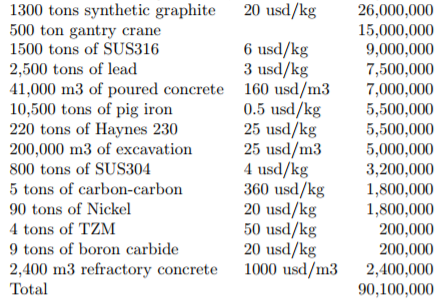 1300 tons synthetic graphite 20 usd/kg 26,000,000
500 ton gantry crane 15,000,000
1500 tons of SUS316 6 usd/kg 9,000,000
2,500 tons of lead 3 usd/kg 7,500,000
41,000 m3 of poured concrete 160 usd/m3 7,000,000
10,500 tons of pig iron 0.5 usd/kg 5,500,000
220 tons of Haynes 230 25 usd/kg 5,500,000
200,000 m3 of excavation 25 usd/m3 5,000,000
800 tons of SUS304 4 usd/kg 3,200,000
5 tons of carbon-carbon 360 usd/kg 1,800,000
90 tons of Nickel 20 usd/kg 1,800,000
4 tons of TZM 50 usd/kg 200,000
9 tons of boron carbide 20 usd/kg 200,000
2,400 m3 refractory concrete 1000 usd/m3 2,400,000
Total 90,100,000